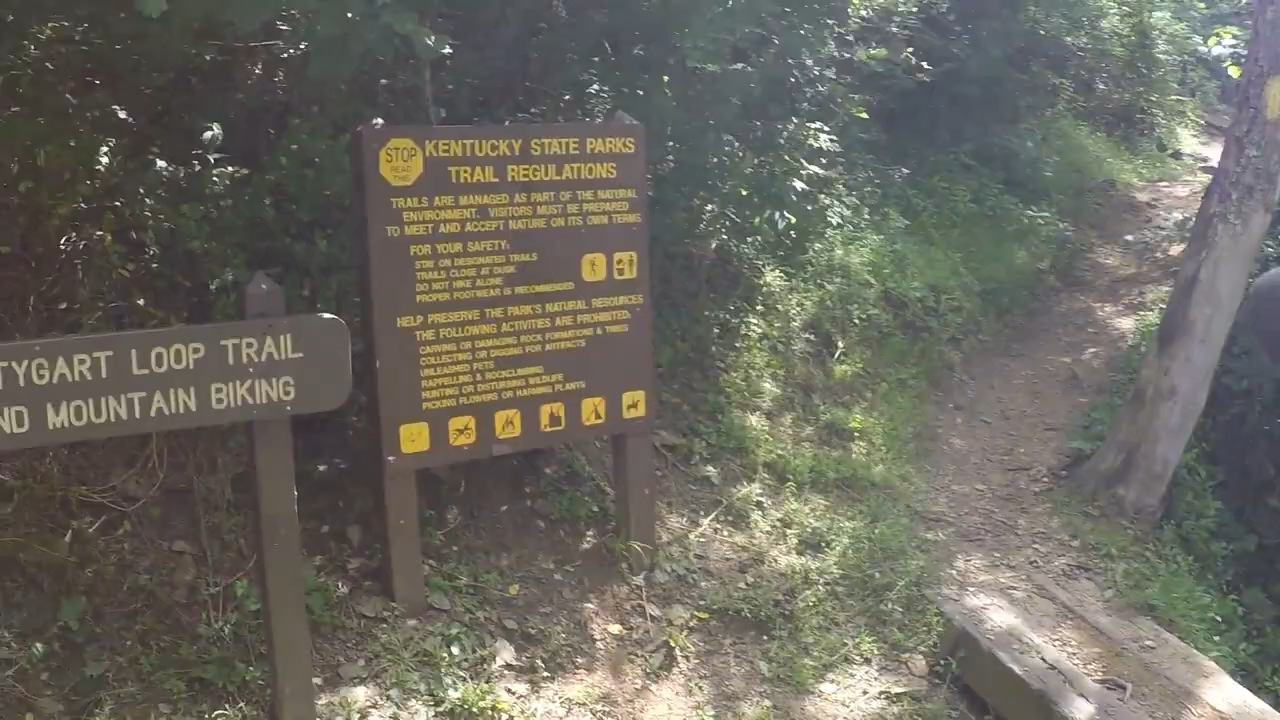 TYGART LOOP TRAIL
ND MOUNTAIN BIKING
STOP
READ
THIS
KENTUCKY STATE PARKS
TRAIL REGULATIONS
TRAILS ARE MANAGED AS PART OF THE NATURAL
ENVIRONMENT. VISITORS MUST BE PREPARED
TO MEET AND ACCEPT NATURE ON ITS OWN TERMS
FOR YOUR SAFETY:
STAY ON DESIGNATED TRAILS
TRAILS CLOSE AT DUSK
DO NOT HIKE ALONE
PROPER FOOTWEAR IS RECOMMENDED
HELP PRESERVE THE PARK'S NATURAL RESOURCES
THE FOLLOWING ACTIVITIES ARE PROHIBITED:
CARVING OR DAMAGING ROCK FORMATIONS & TREES
COLLECTING OR DIGGING FOR ARTIFACTS
UNLEASHED PETS
RAPPELLING & ROCKCLIMBING
HUNTING OR DISTURBING WILDLIFE
PICKING FLOWERS OR HARMING PLANTS